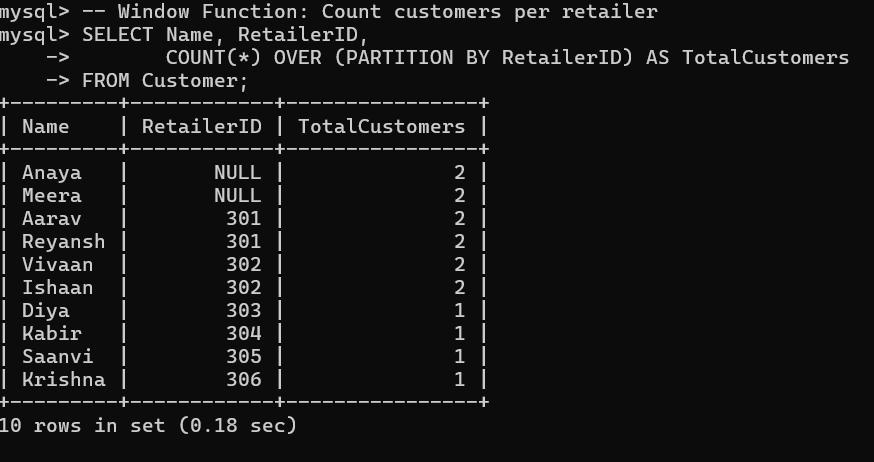 mysql> -- Window Function: Count customers per retailer
mysql> SELECT Name, RetailerID,
    ->        COUNT(*) OVER (PARTITION BY RetailerID) AS TotalCustomers
    -> FROM Customer;
+---------+------------+----------------+
| Name    | RetailerID | TotalCustomers |
+---------+------------+----------------+
| Anaya   |       NULL |              2 |
| Meera   |       NULL |              2 |
| Aarav   |        301 |              2 |
| Reyansh |        301 |              2 |
| Vivaan  |        302 |              2 |
| Ishaan  |        302 |              2 |
| Diya    |        303 |              1 |
| Kabir   |        304 |              1 |
| Saanvi  |        305 |              1 |
| Krishna |        306 |              1 |
+---------+------------+----------------+
10 rows in set (0.18 sec)